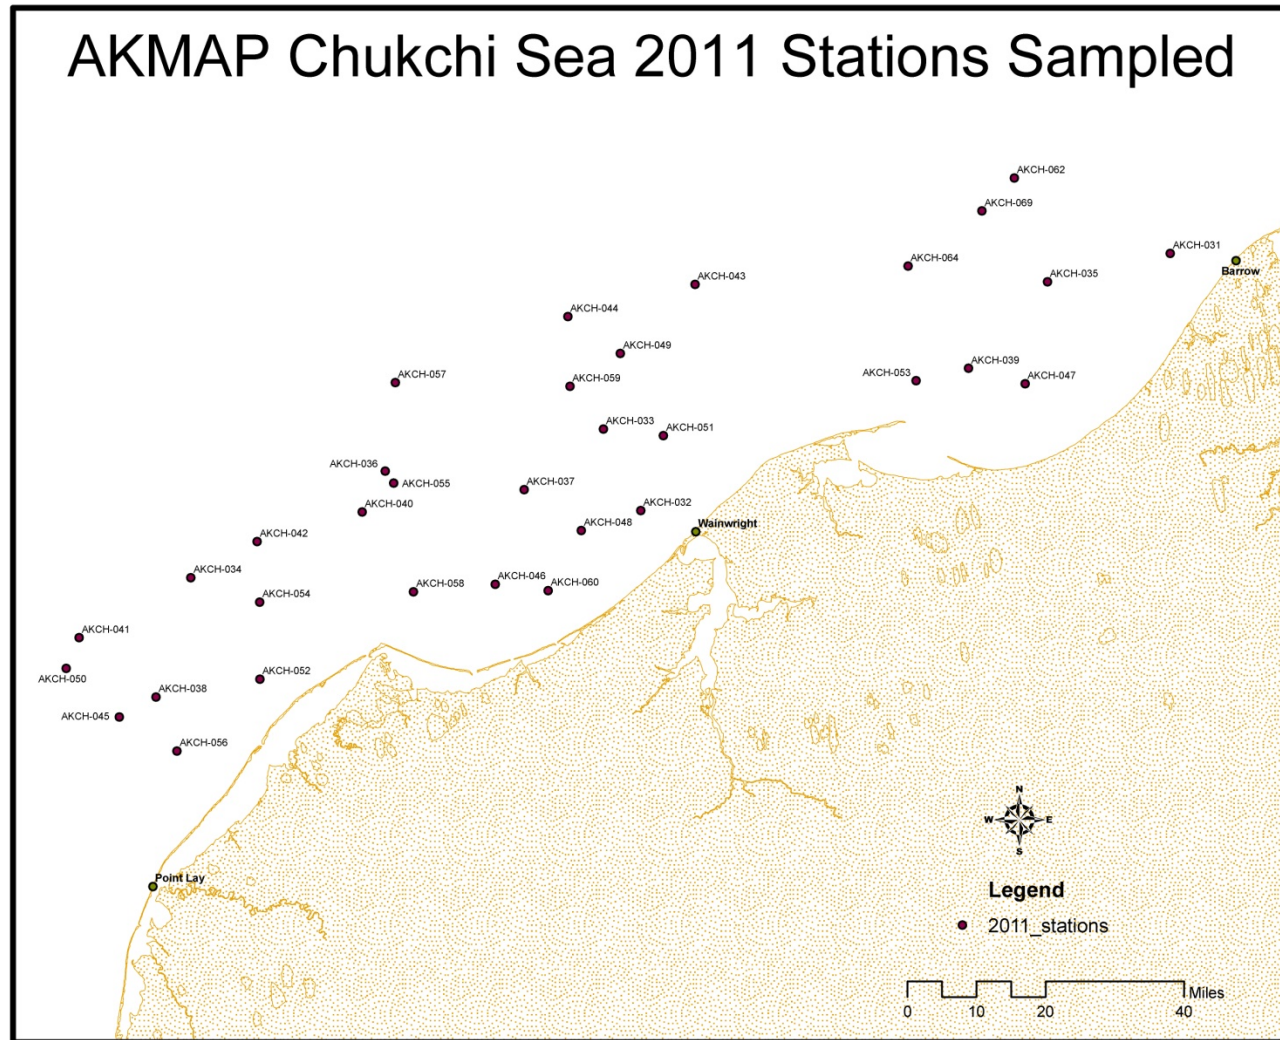 AKMAP Chukchi Sea 2011 Stations Sampled
AKCH-062
AKCH-069
AKCH-031
AKCH-064
Barrow
AKCH-035
AKCH-043
AKCH-044
AKCH-049
AKCH-039
AKCH-053
AKCH-047
AKCH-057
AKCH-059
AKCH-033
AKCH-051
AKCH-036
AKCH-055
AKCH-037
AKCH-040
AKCH-032
AKCH-048
Wainwright
AKCH-042
AKCH-034
AKCH-058
AKCH-046
AKCH-060
AKCH-054
AKCH-041
AKCH-052
AKCH-050
AKCH-038
AKCH-045
AKCH-056
N
W
E
S
Point Lay
Legend
2011_stations
Miles
0
10
20
40